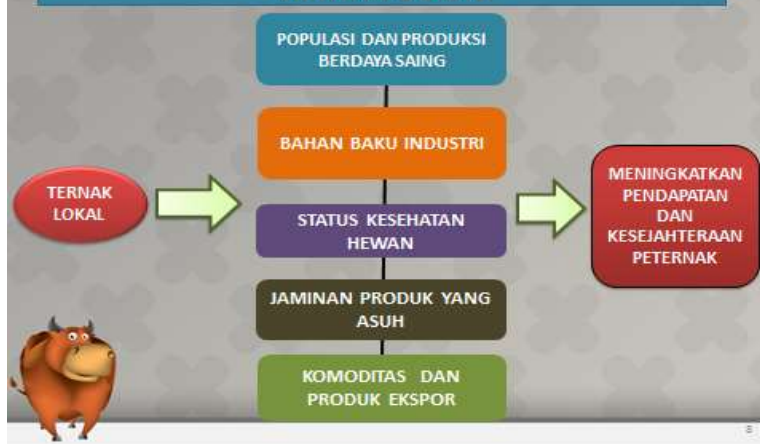 POPULASI DAN PRODUKSI
BERDAYA SAING
BAHAN BAKU INDUSTRI
TERNAK
LOKAL
STATUS KESEHATAN
HEWAN
MENINGKATKAN
PENDAPATAN
DAN
KESEJAHTERAAN
PETERNAK
JAMINAN PRODUK YANG
ASUH
KOMODITAS DAN
PRODUK EKSPOR
8